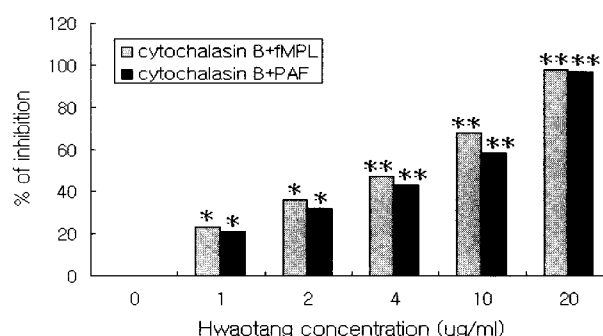 cytochalasin B+fMPL
cytochalasin B+PAF
% of inhibition
120
100
80
60
40
20
0
* * * * ** ** ** ** ** **
0 1 2 4 10 20
Hwaotang concentration (ug/ml)